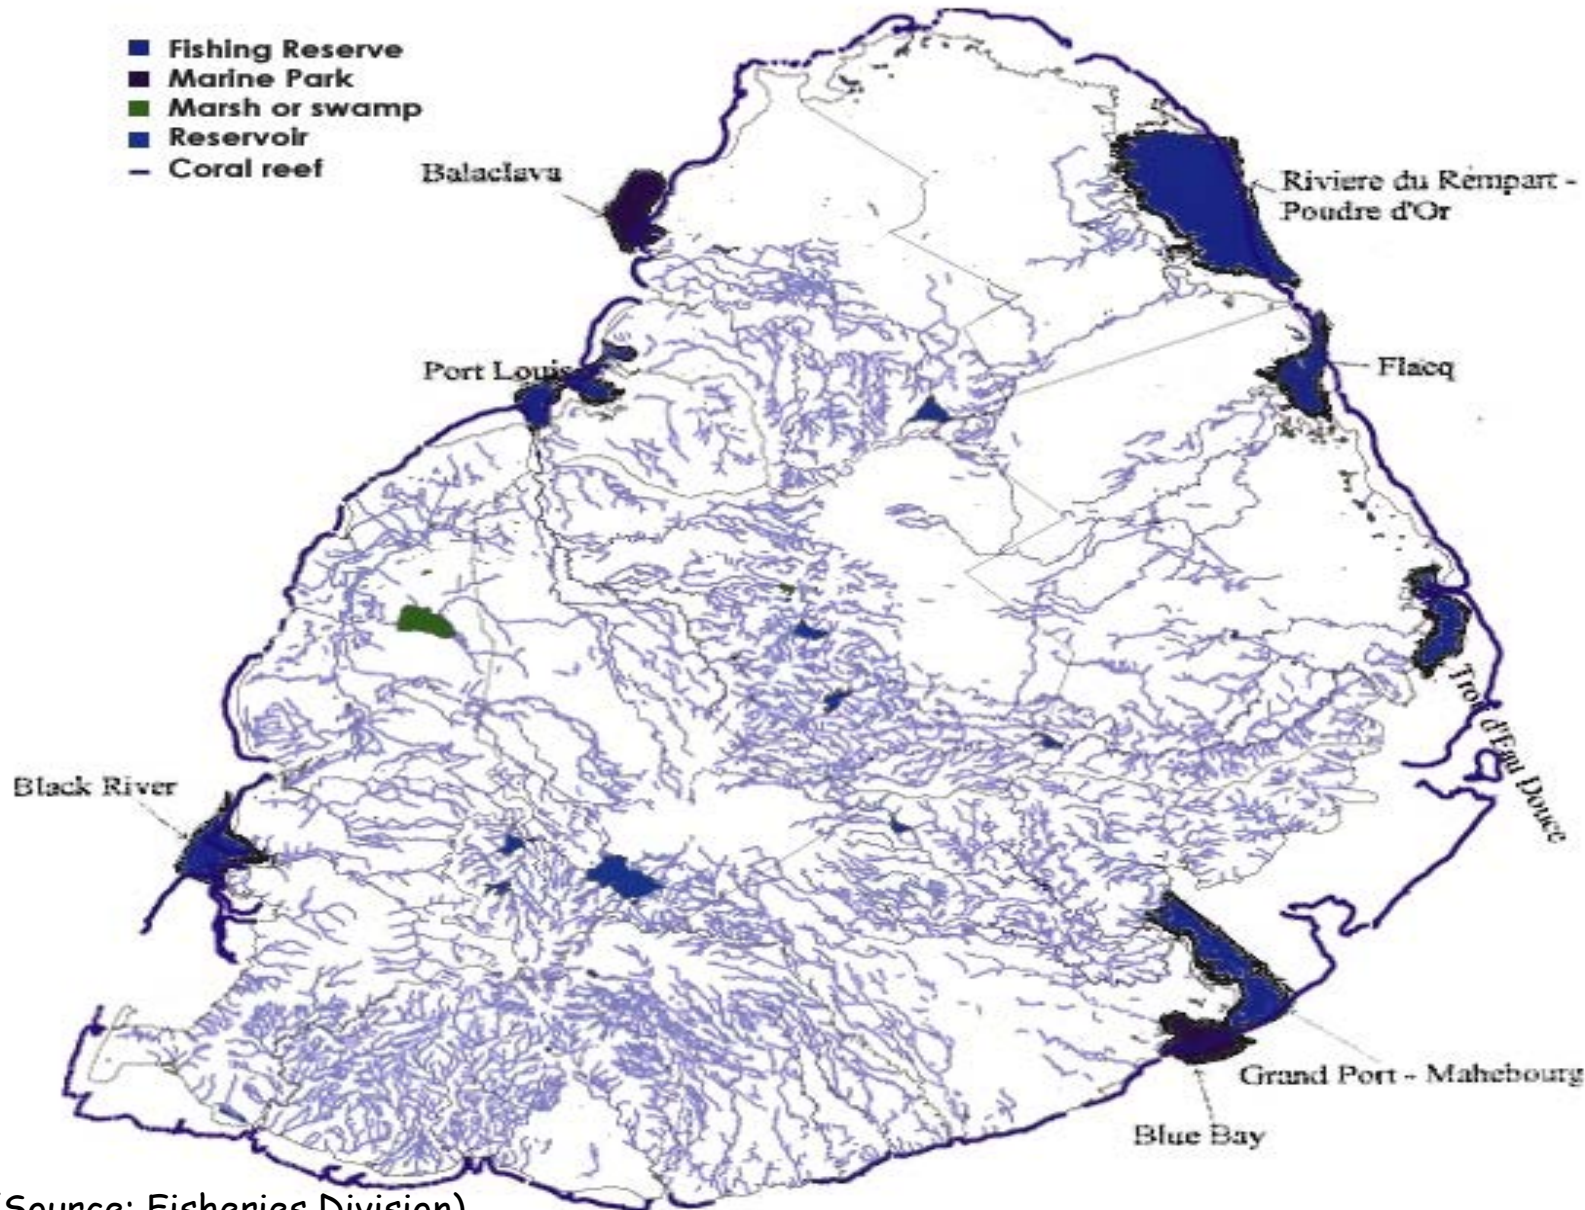 Fishing Reserve
Marine Park
Marsh or swamp
Reservoir
Coral reef
Balaclava
Riviere du Rempart -
Poudre d'Or
Port Louis
Flacq
Trou d'Eau Douce
Black River
Grand Port - Mahebourg
Blue Bay
(Source: Fisheries Division)